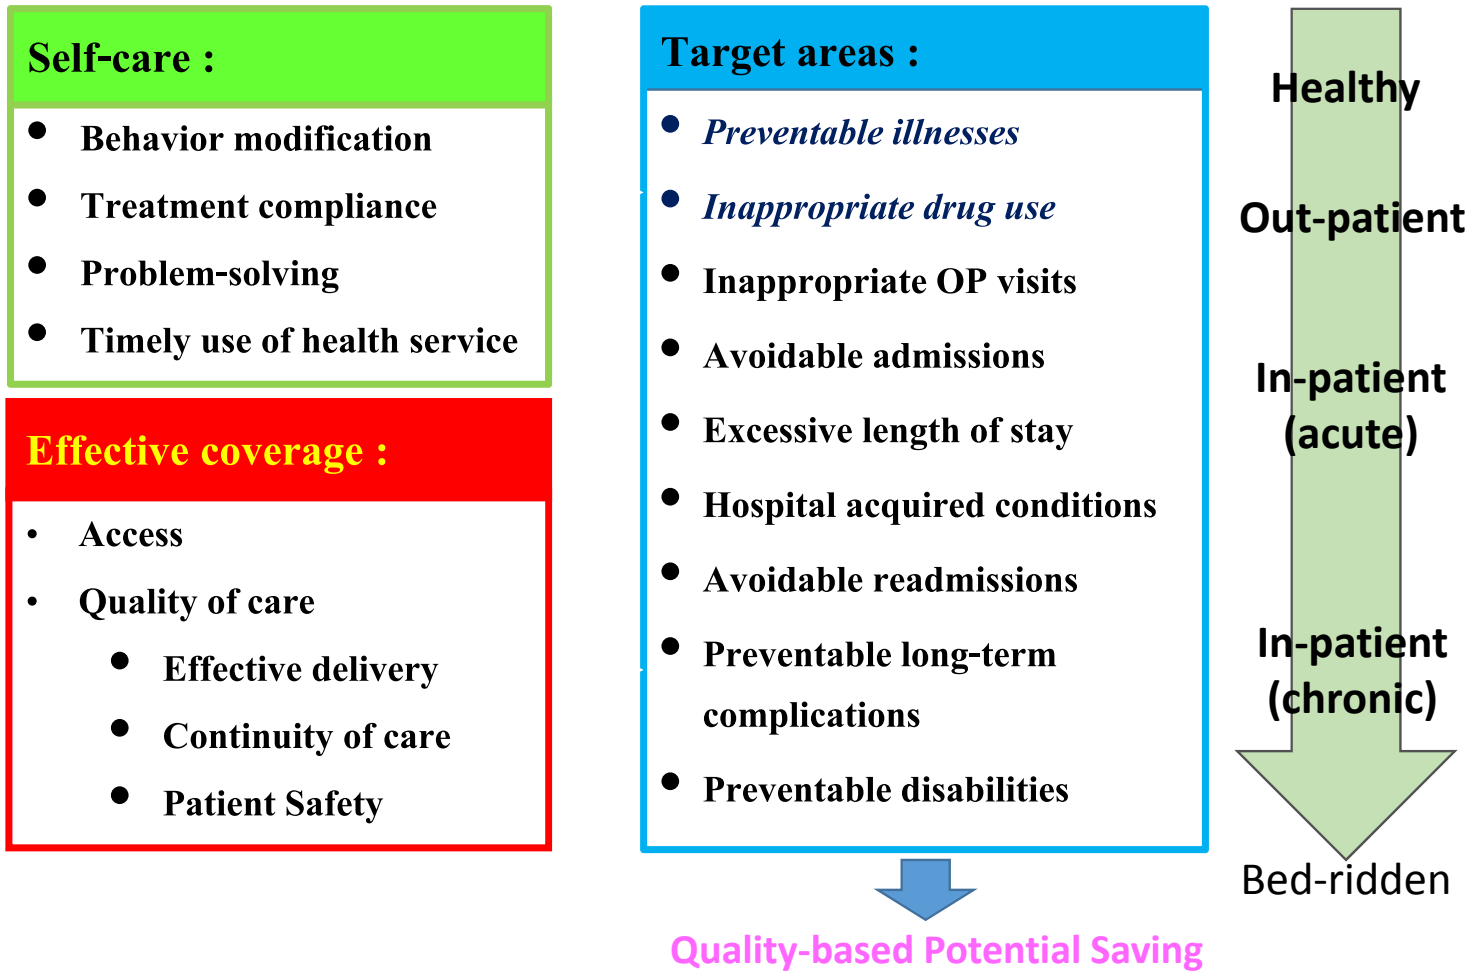 Self-care :
• Behavior modification
• Treatment compliance
• Problem-solving
• Timely use of health service
Effective coverage :
• Access
• Quality of care
• Effective delivery
• Continuity of care
• Patient Safety
Target areas :
• Preventable illnesses
• Inappropriate drug use
• Inappropriate OP visits
• Avoidable admissions
• Excessive length of stay
• Hospital acquired conditions
• Avoidable readmissions
• Preventable long-term
complications
• Preventable disabilities
Quality-based Potential Saving
Healthy
Out-patient
In-patient
(acute)
In-patient
(chronic)
Bed-ridden